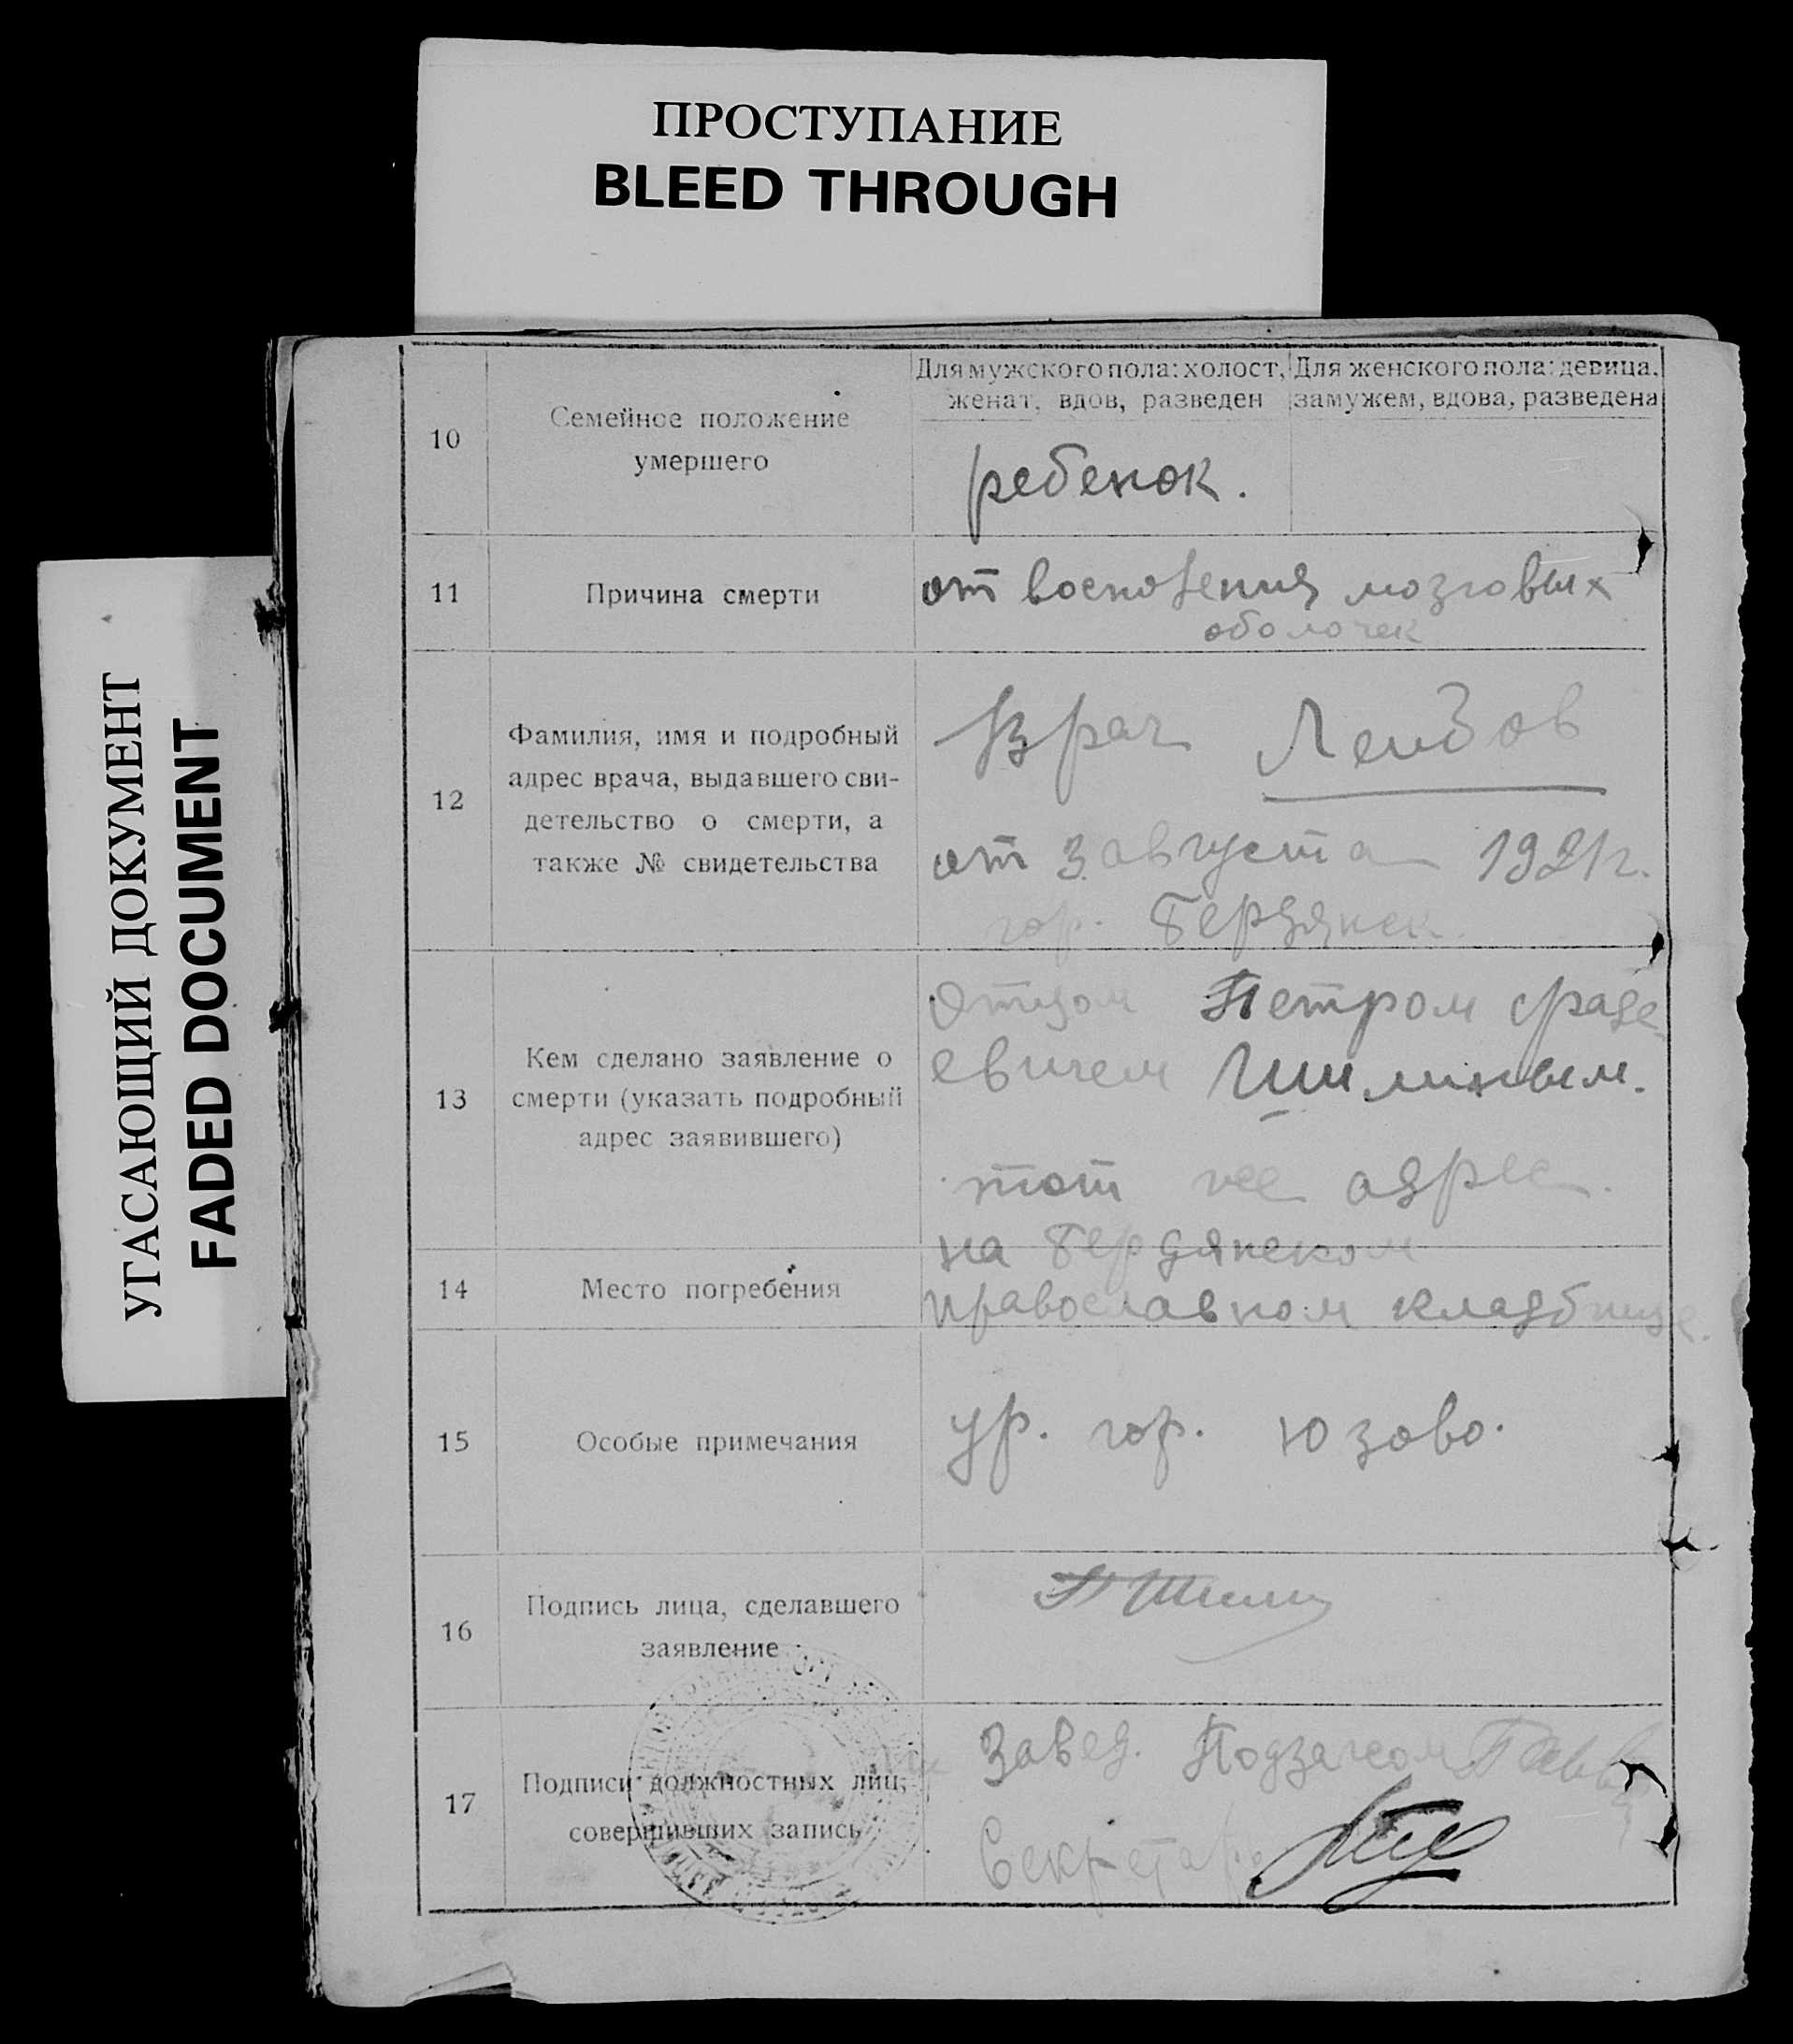 ПРОСТУПАНИЕ
BLEED THROUGH
УГАСАЮЩИЙ ДОКУМЕНТ
FADED DOCUMENT
10
Семейное положение
умершего
Для мужского пола: холост,
женат, вдов, разведен
Для женского пола: девица,
замужем, вдова, разведена
ребенок.
11
Причина смерти
от воспаления мозговых
оболочек
12
Фамилия, имя и подробный
адрес врача, выдавшего сви-
детельство о смерти, а
также № свидетельства
Врач
от 3 августа 1921 г.
гор. Бердянск.
13
Кем сделано заявление о
смерти (указать подробный
адрес заявившего)
Отцом Петром
евичем
тот же адрес.
14
Место погребения
на Бердянском
православном кладбище.
15
Особые примечания
ур. гор. Юзово.
16
Подпись лица, сделавшего
заявление
17
Подписи должностных лиц,
совершивших запись
Завед. Подзагсом
Секретарь